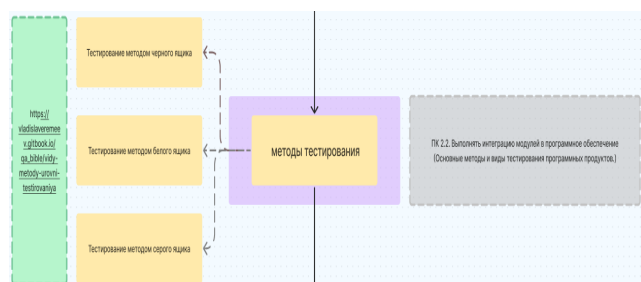 https://
vladislaveremee
v.gitbook.io/
qa_bible/vidy-
metody-urovni-
testirovaniya
Тестирование методом черного ящика
Тестирование методом белого ящика
Тестирование методом серого ящика
методы тестирования
ПК 2.2. Выполнять интеграцию модулей в программное обеспечение
(Основные методы и виды тестирования программных продуктов.)